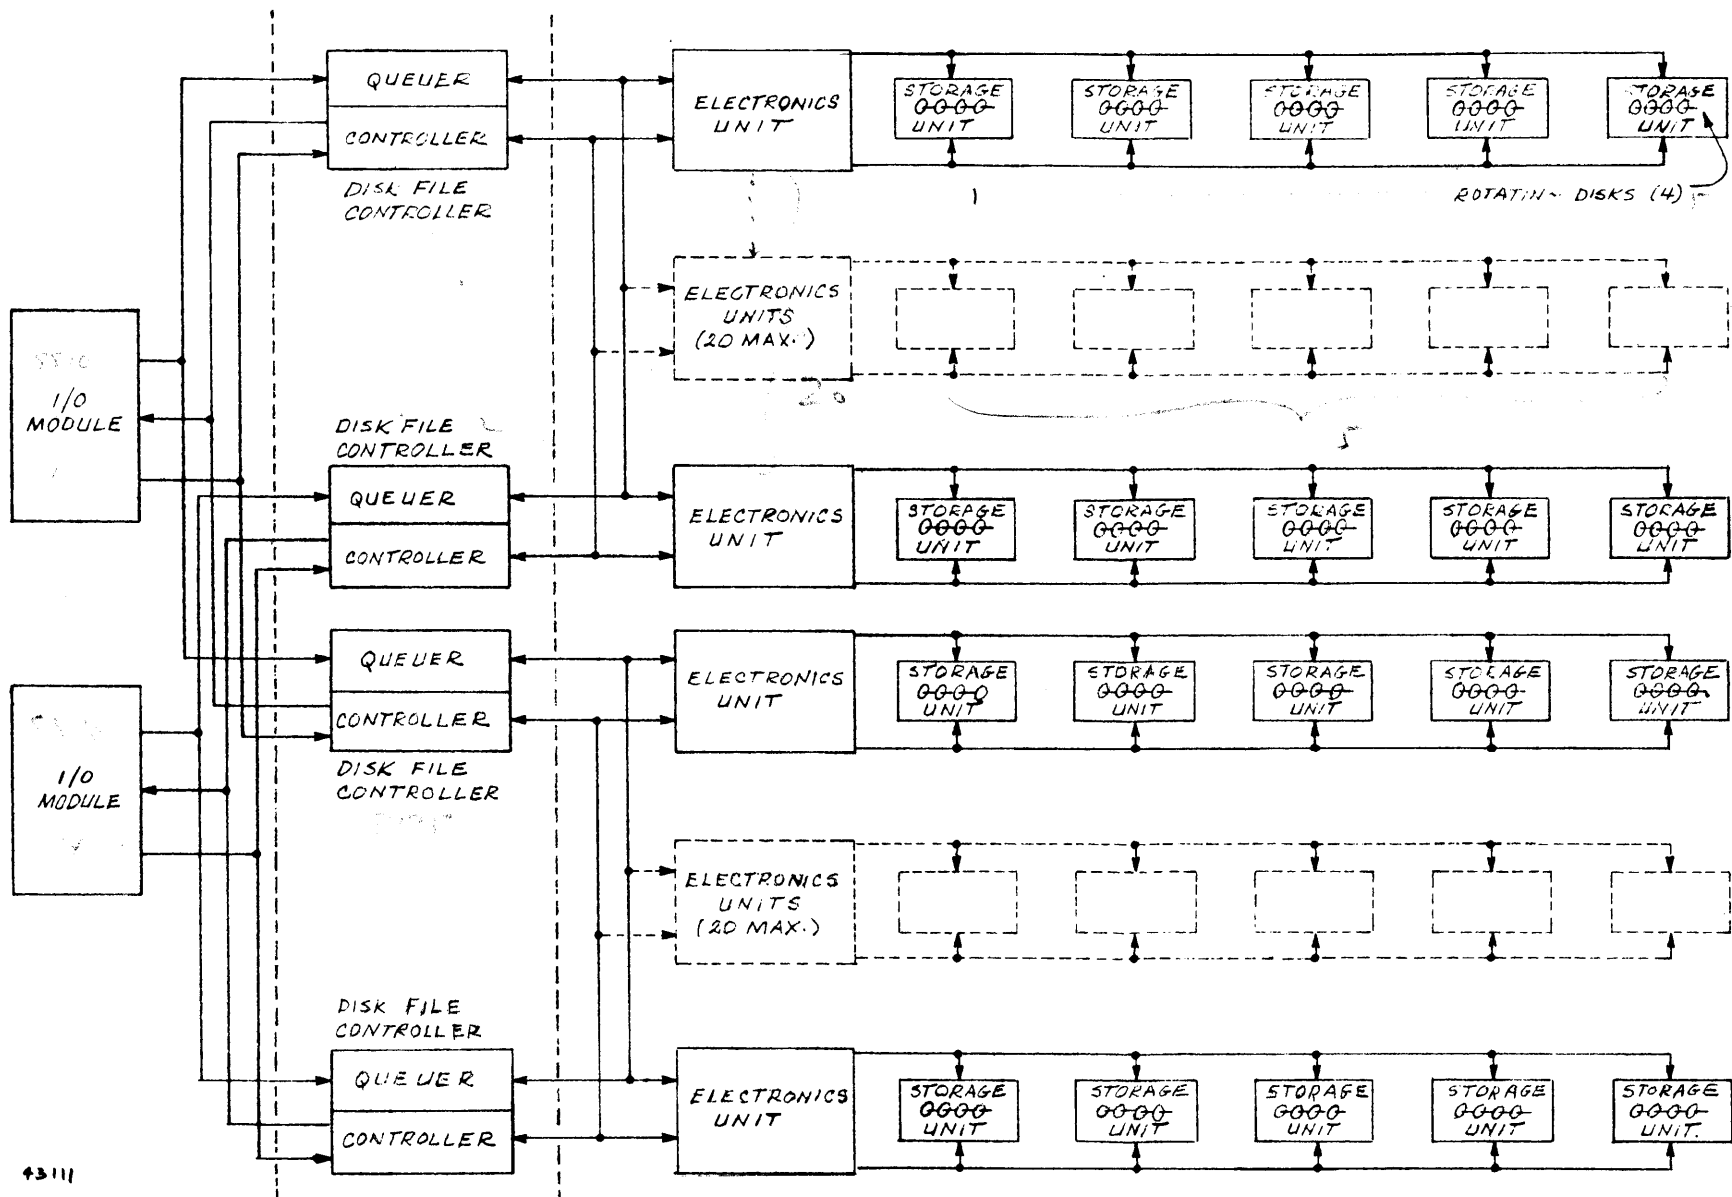 QUEUER
CONTROLLER
DISK FILE
CONTROLLER
ELECTRONICS
UNIT
STORAGE
UNIT
STORAGE
UNIT
STORAGE
UNIT
STORAGE
UNIT
STORAGE
UNIT
1
DISKS (4)
ELECTRONICS
UNITS
(20 MAX.)
20
5
I/O
MODULE
DISK FILE
CONTROLLER
QUEUER
CONTROLLER
ELECTRONICS
UNIT
STORAGE
UNIT
STORAGE
UNIT
STORAGE
UNIT
STORAGE
UNIT
STORAGE
UNIT
QUEUER
CONTROLLER
DISK FILE
CONTROLLER
ELECTRONICS
UNIT
STORAGE
UNIT
STORAGE
UNIT
STORAGE
UNIT
STORAGE
UNIT
STORAGE
UNIT
I/O
MODULE
ELECTRONICS
UNITS
(20 MAX.)
DISK FILE
CONTROLLER
QUEUER
CONTROLLER
ELECTRONICS
UNIT
STORAGE
UNIT
STORAGE
UNIT
STORAGE
UNIT
STORAGE
UNIT
STORAGE
UNIT.
43111